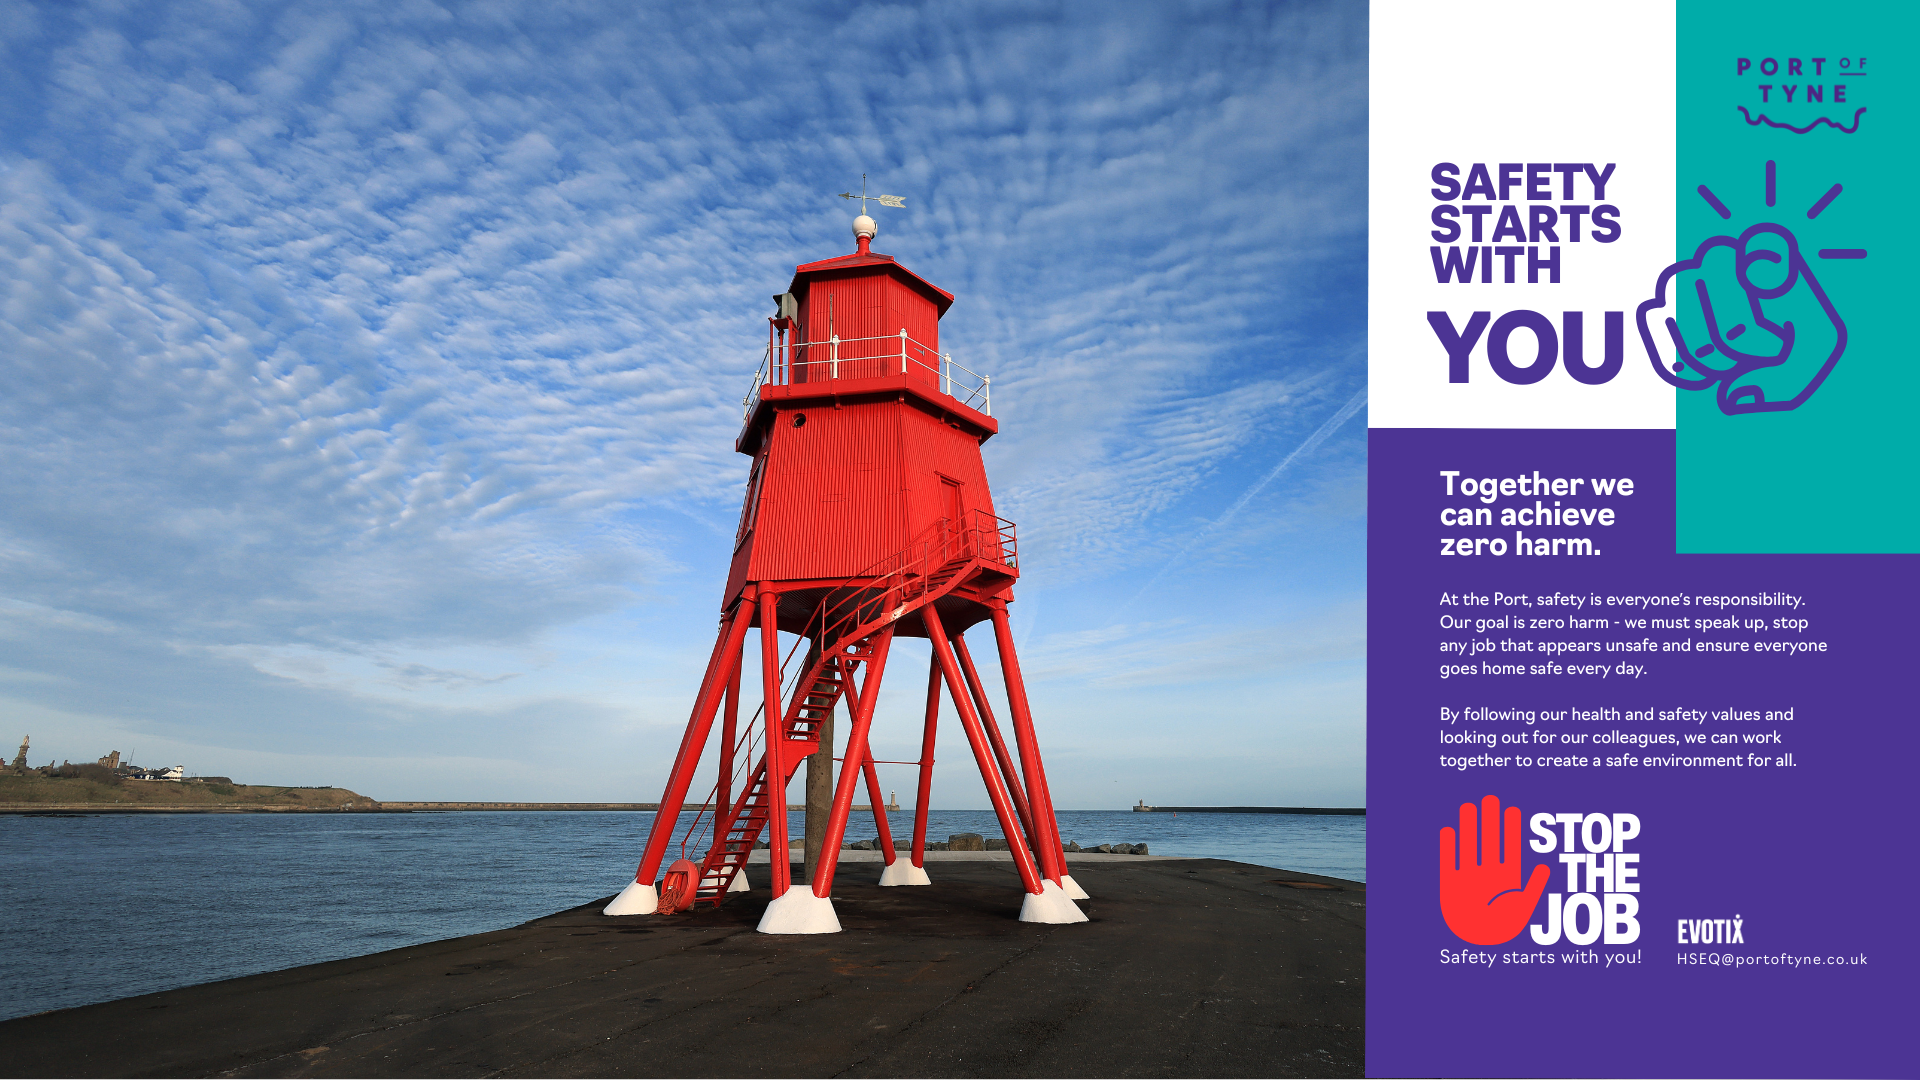 PORT OF
TYNE
SAFETY
STARTS
WITH
YOU
Together we
can achieve
zero harm.
At the Port, safety is everyone's responsibility.
Our goal is zero harm - we must speak up, stop
any job that appears unsafe and ensure everyone
goes home safe every day.
By following our health and safety values and
looking out for our colleagues, we can work
together to create a safe environment for all.
STOP
THE
JOB
Safety starts with you!
EVOTIX
HSEQ@portoftyne.co.uk